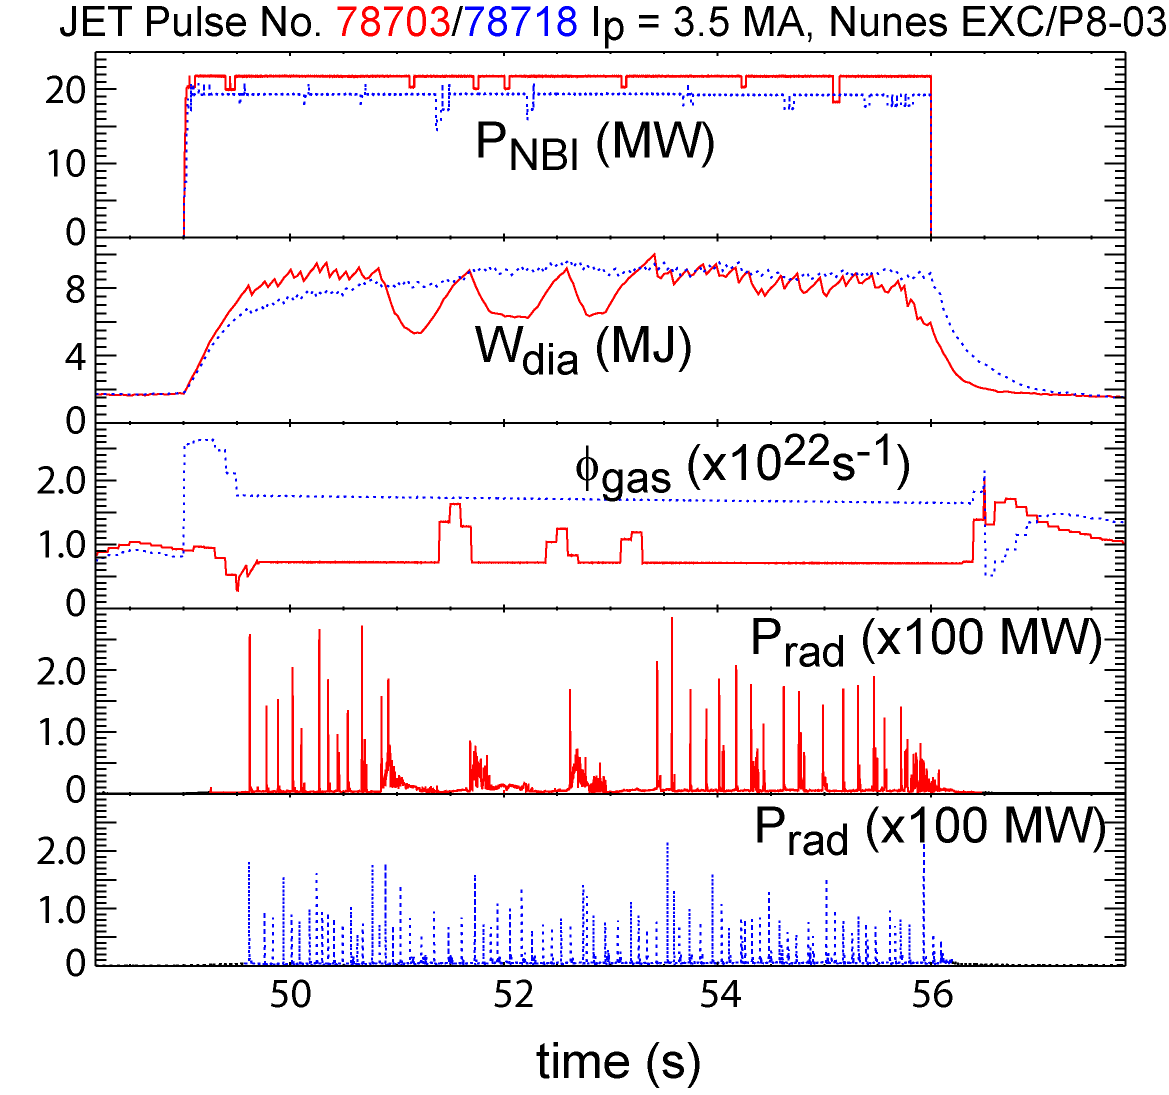 JET Pulse No. 78703/78718 Ip = 3.5 MA, Nunes EXC/P8-03
20
10
0
PNBI (MW)
8
4
0
Wdia (MJ)
2.0
1.0
0
ϕgas (x10²²s⁻¹)
2.0
1.0
0
Prad (x100 MW)
2.0
1.0
0
Prad (x100 MW)
50 52 54 56
time (s)